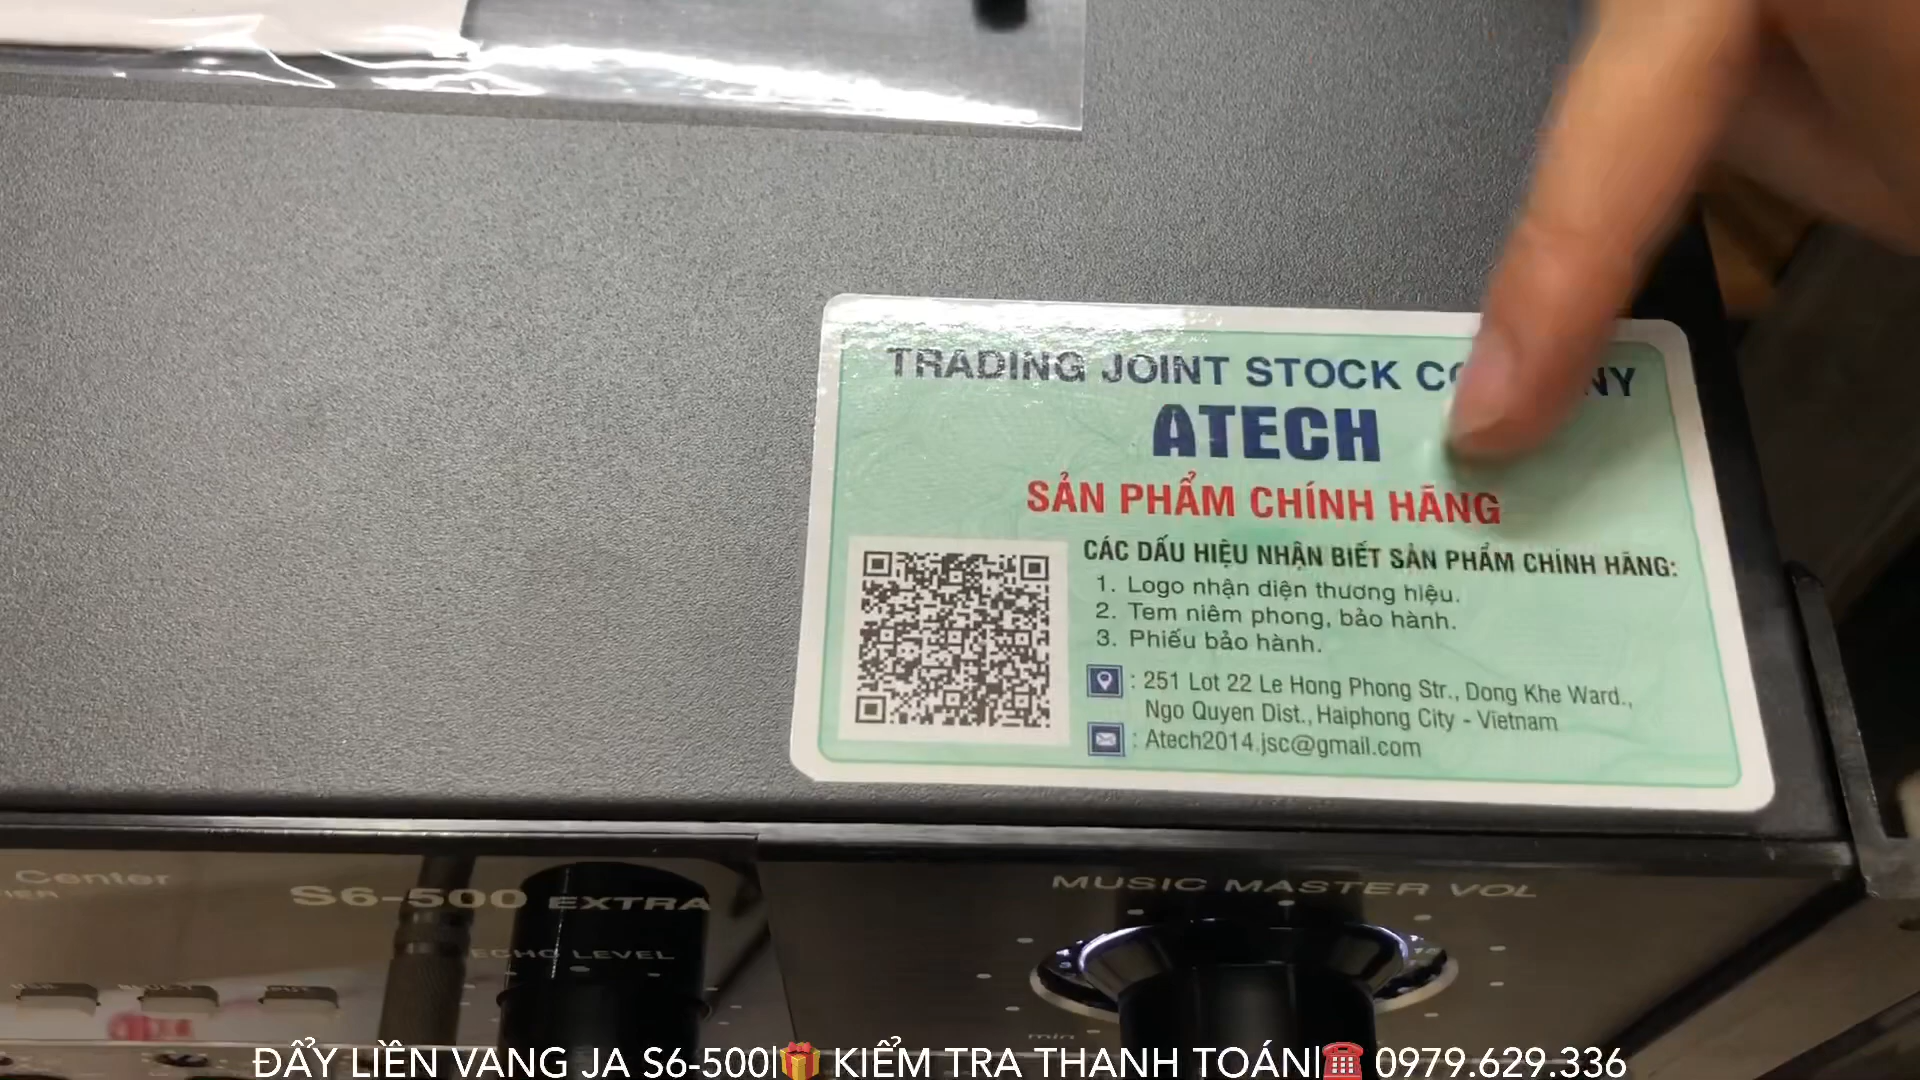 TRADING JOINT STOCK COMPANY
ATECH
SẢN PHẨM CHÍNH HÃNG
CÁC DẤU HIỆU NHẬN BIẾT SẢN PHẨM CHÍNH HÃNG:
1. Logo nhận diện thương hiệu.
2. Tem niêm phong, bảo hành.
3. Phiếu bảo hành.
: 251 Lot 22 Le Hong Phong Str., Dong Khe Ward.,
Ngo Quyen Dist., Haiphong City - Vietnam
: Atech2014.jsc@gmail.com
Center
S6-500 EXTRA
MUSIC MASTER VOL
ECHO LEVEL
min
ĐẨY LIỀN VANG JA S6-500|🎁 KIỂM TRA THANH TOÁN|☎️ 0979.629.336